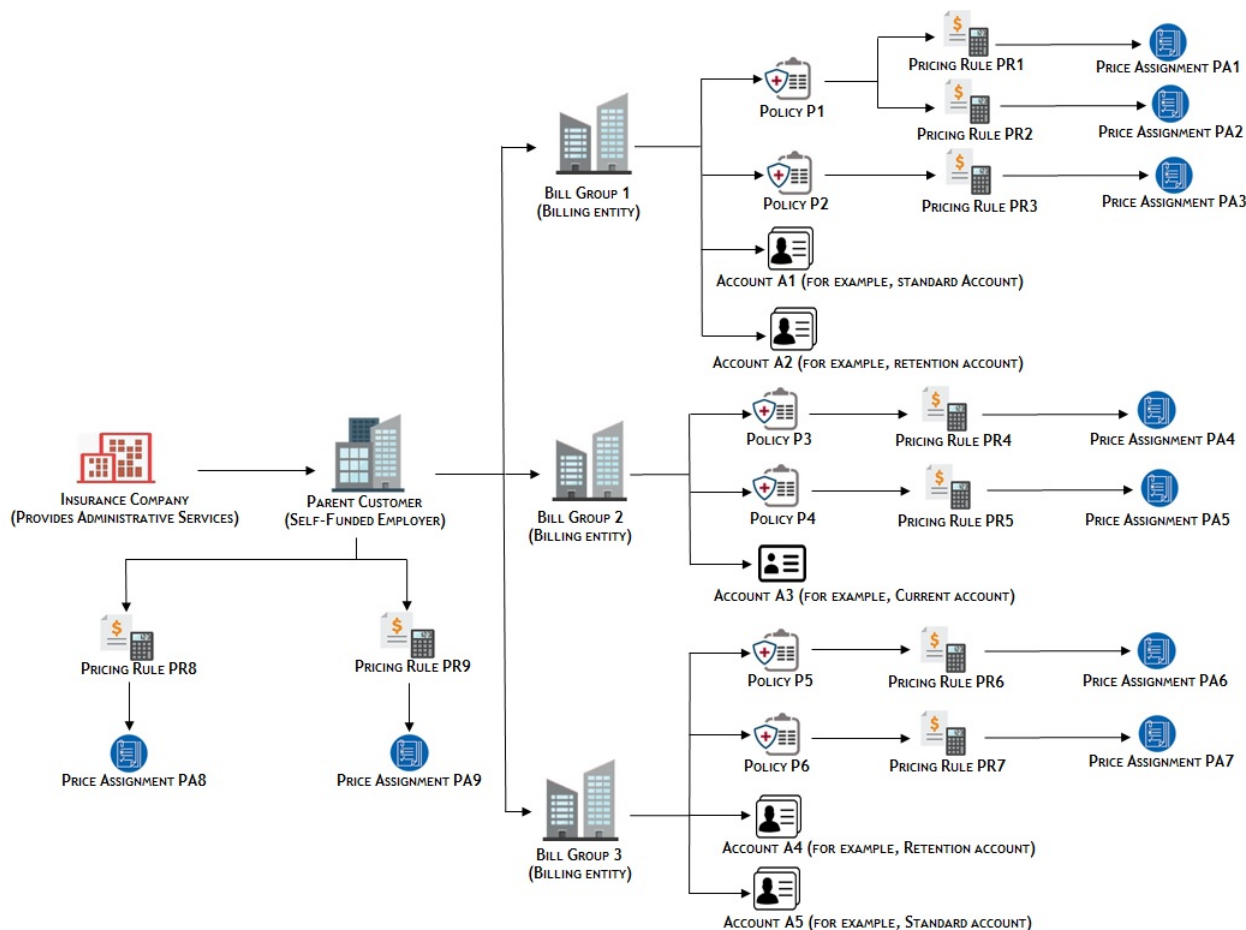 Pricing Rule PR1
Price Assignment PA1
Policy P1
Pricing Rule PR2
Price Assignment PA2
Bill Group 1
(Billing entity)
Policy P2
Pricing Rule PR3
Price Assignment PA3
Account A1 (for example, standard Account)
Account A2 (for example, retention account)
Policy P3
Pricing Rule PR4
Price Assignment PA4
Insurance Company
(Provides Administrative Services)
Parent Customer
(Self-Funded Employer)
Bill Group 2
(Billing entity)
Policy P4
Pricing Rule PR5
Price Assignment PA5
Account A3 (for example, Current account)
Pricing Rule PR8
Pricing Rule PR9
Policy P5
Pricing Rule PR6
Price Assignment PA6
Price Assignment PA8
Price Assignment PA9
Policy P6
Pricing Rule PR7
Price Assignment PA7
Bill Group 3
(Billing entity)
Account A4 (for example, Retention account)
Account A5 (for example, Standard account)